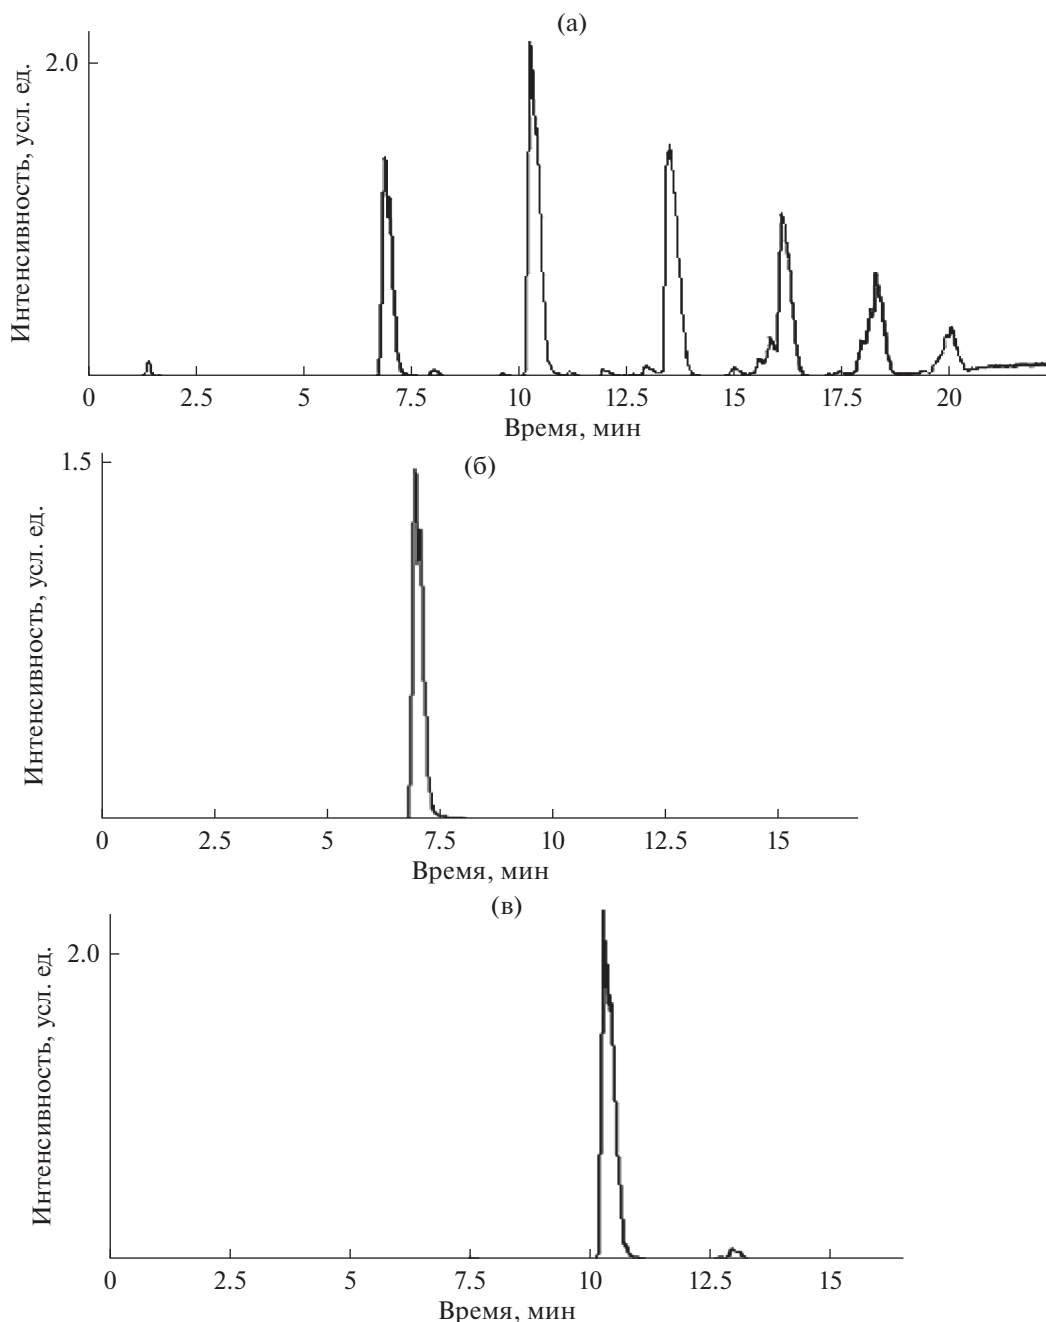 (а)
Интенсивность, усл. ед.
2.0
0 2.5 5 7.5 10 12.5 15 17.5 20
Время, мин
(б)
Интенсивность, усл. ед.
1.5
0 2.5 5 7.5 10 12.5 15
Время, мин
(в)
Интенсивность, усл. ед.
2.0
0 2.5 5 7.5 10 12.5 15
Время, мин